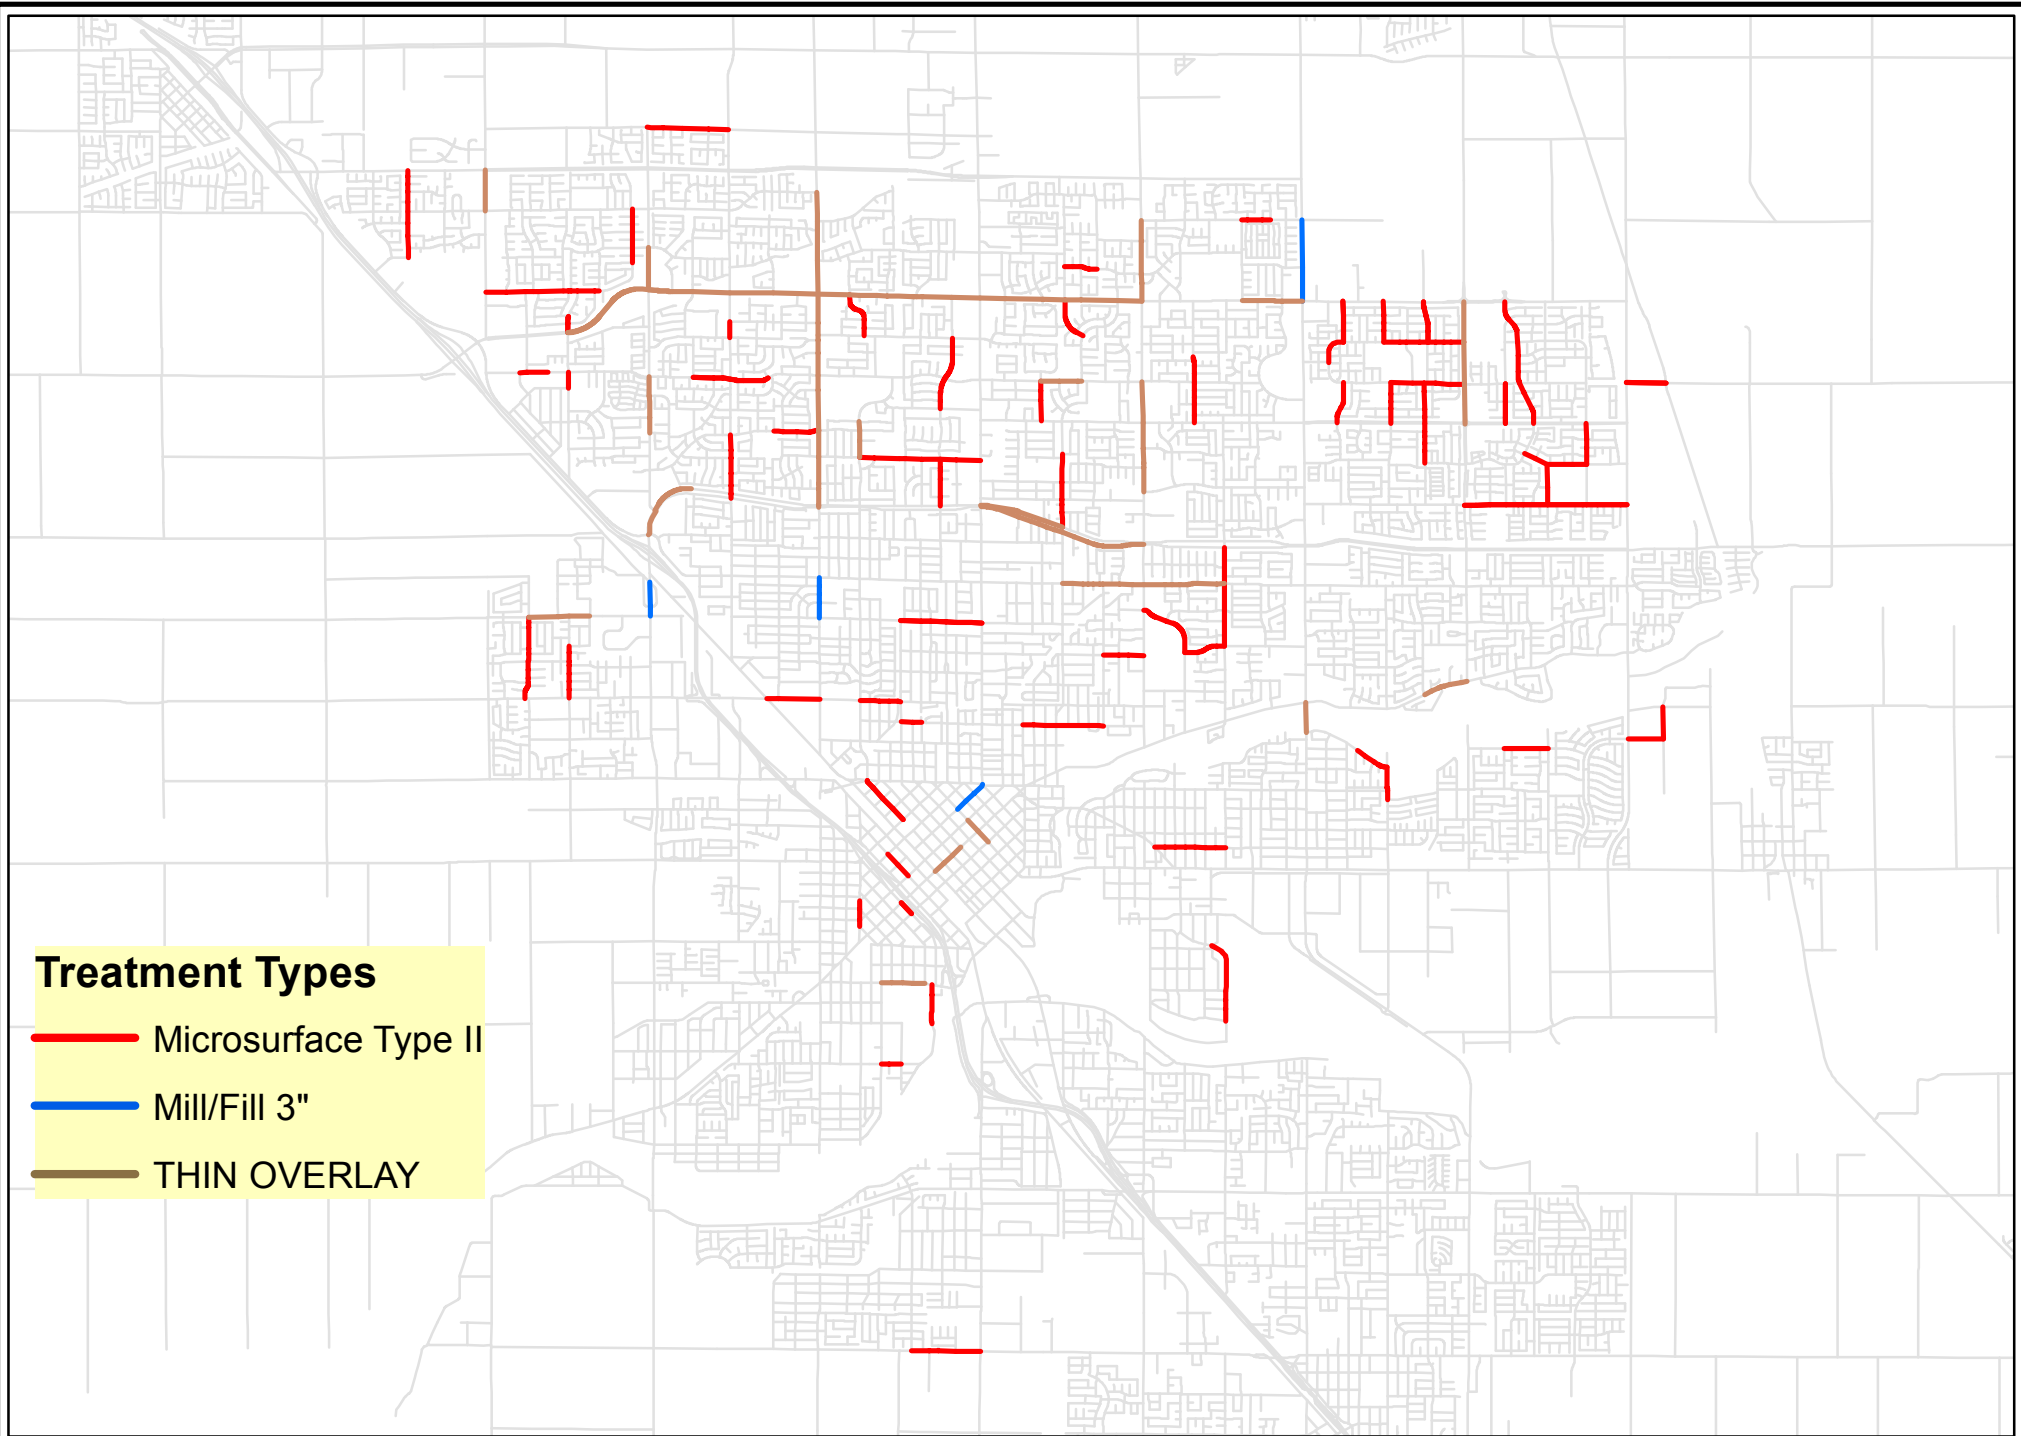 Treatment Types
Microsurface Type II
Mill/Fill 3"
THIN OVERLAY